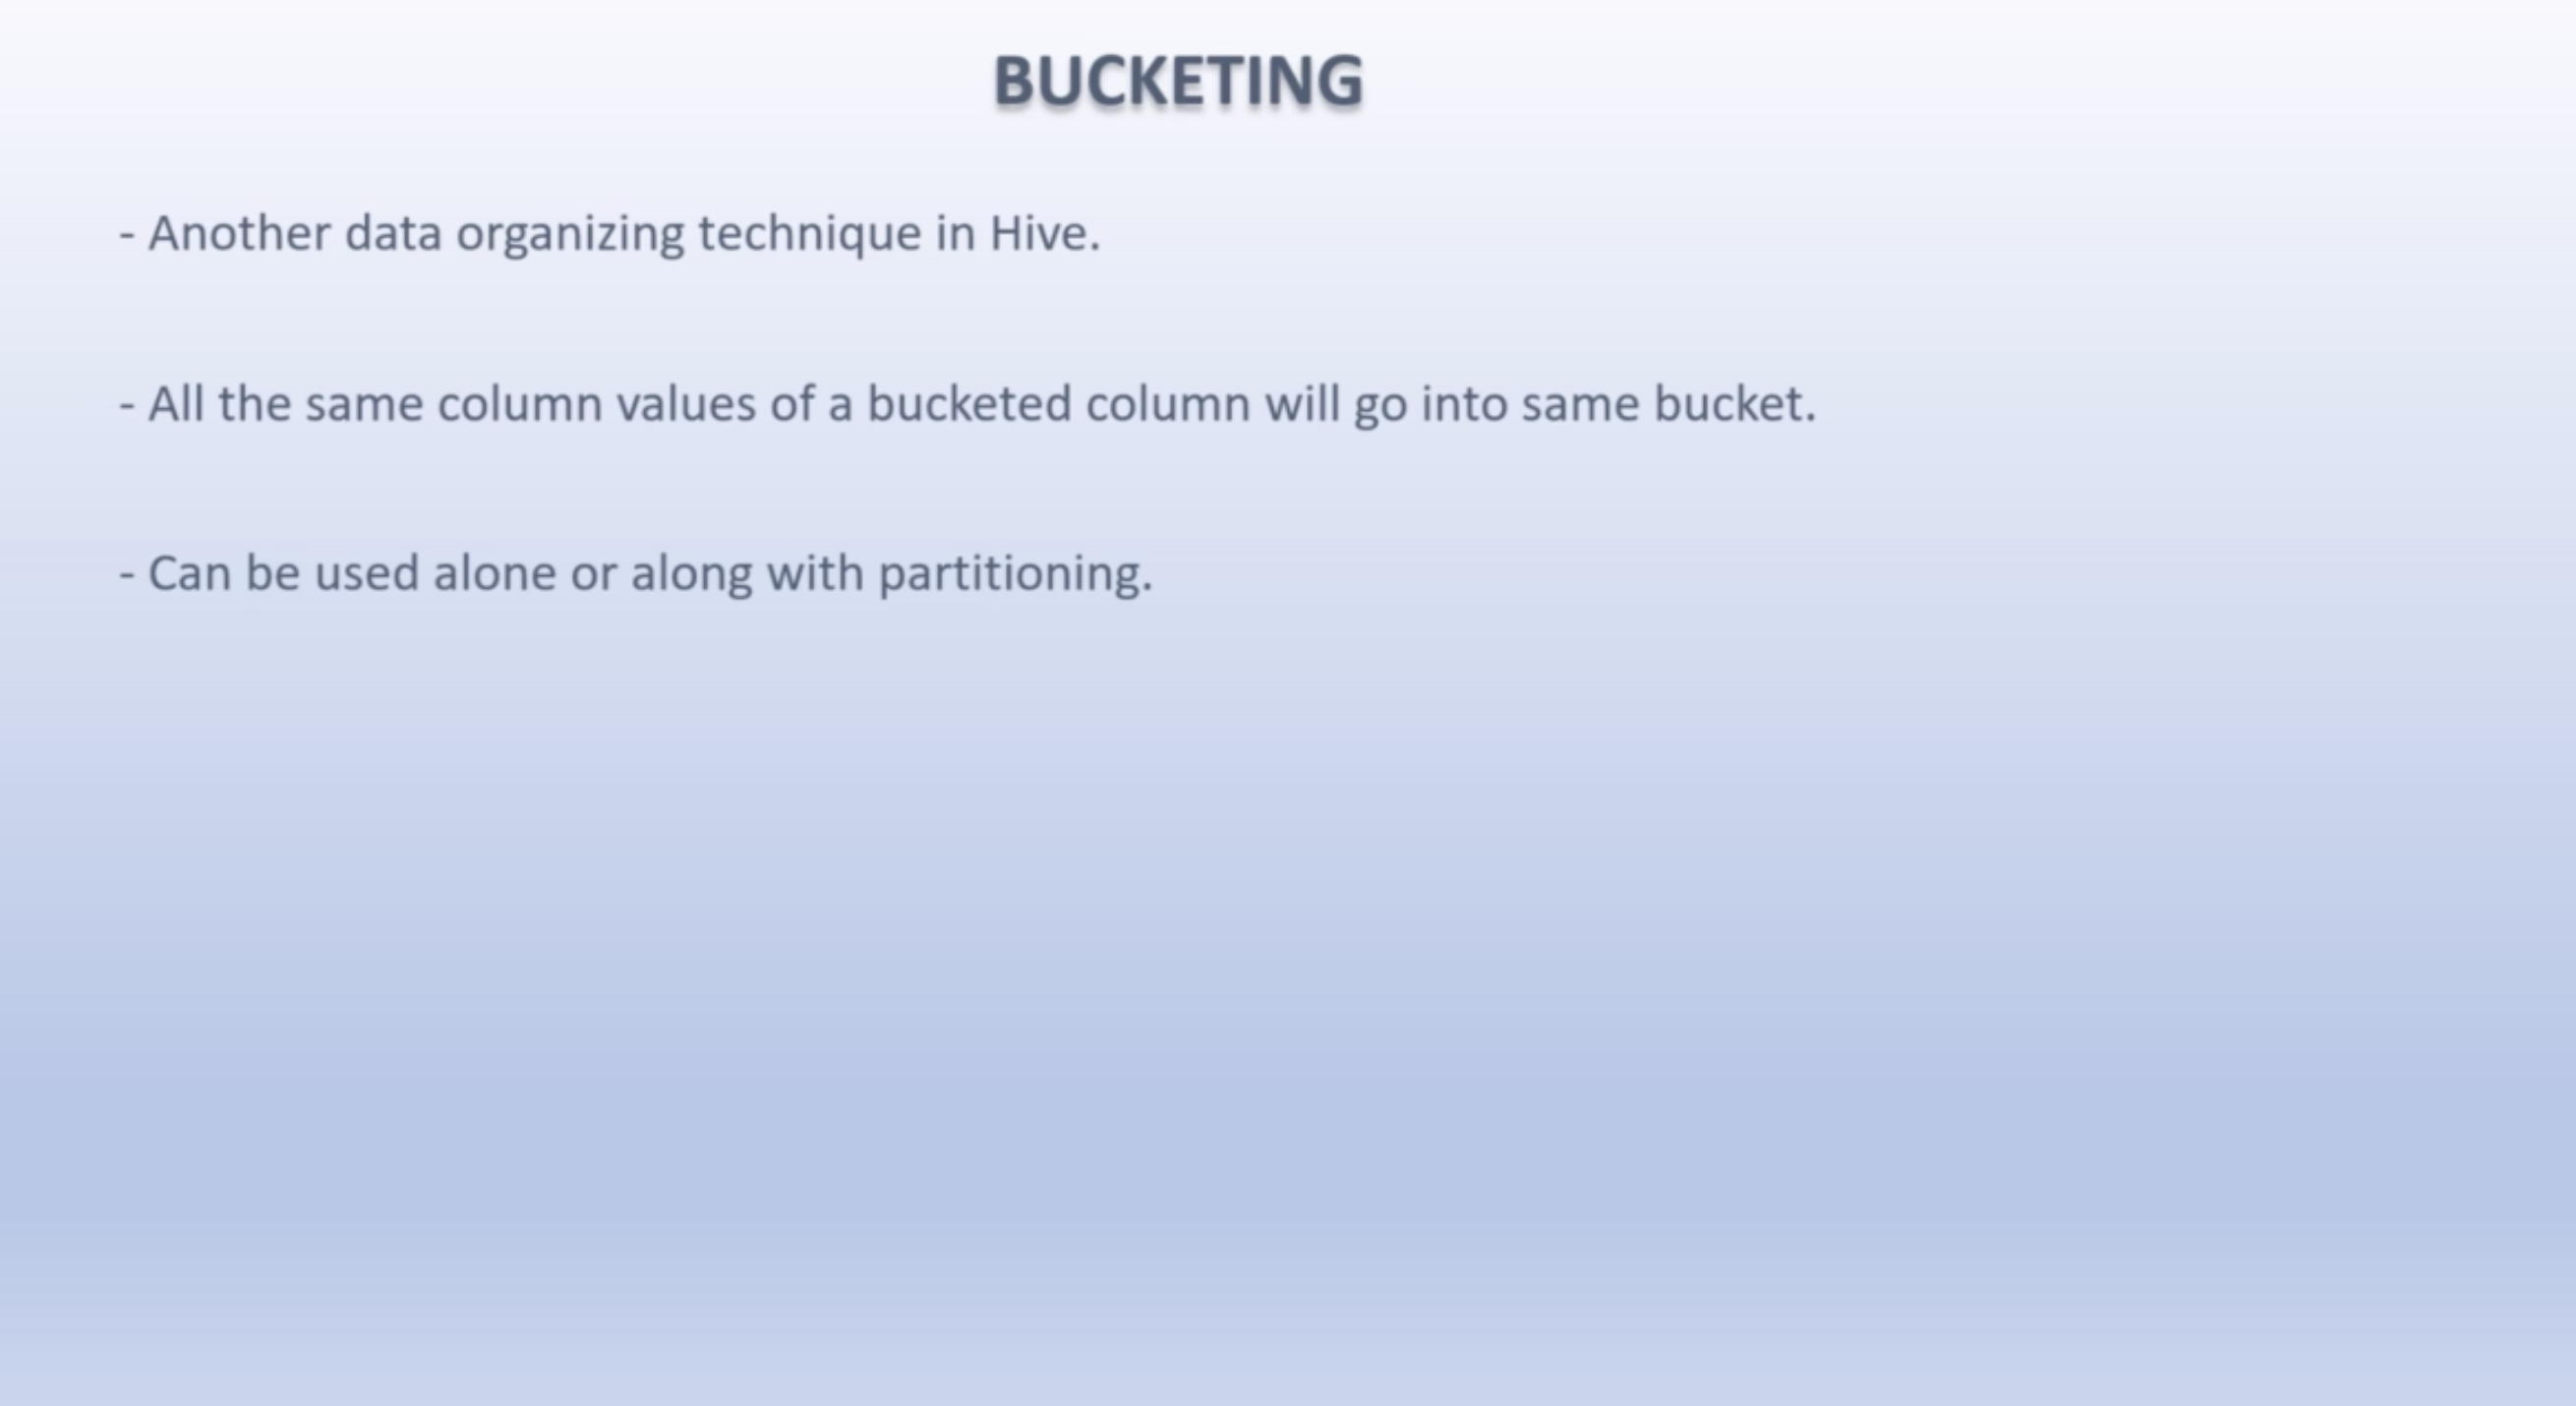 BUCKETING
- Another data organizing technique in Hive.
- All the same column values of a bucketed column will go into same bucket.
- Can be used alone or along with partitioning.